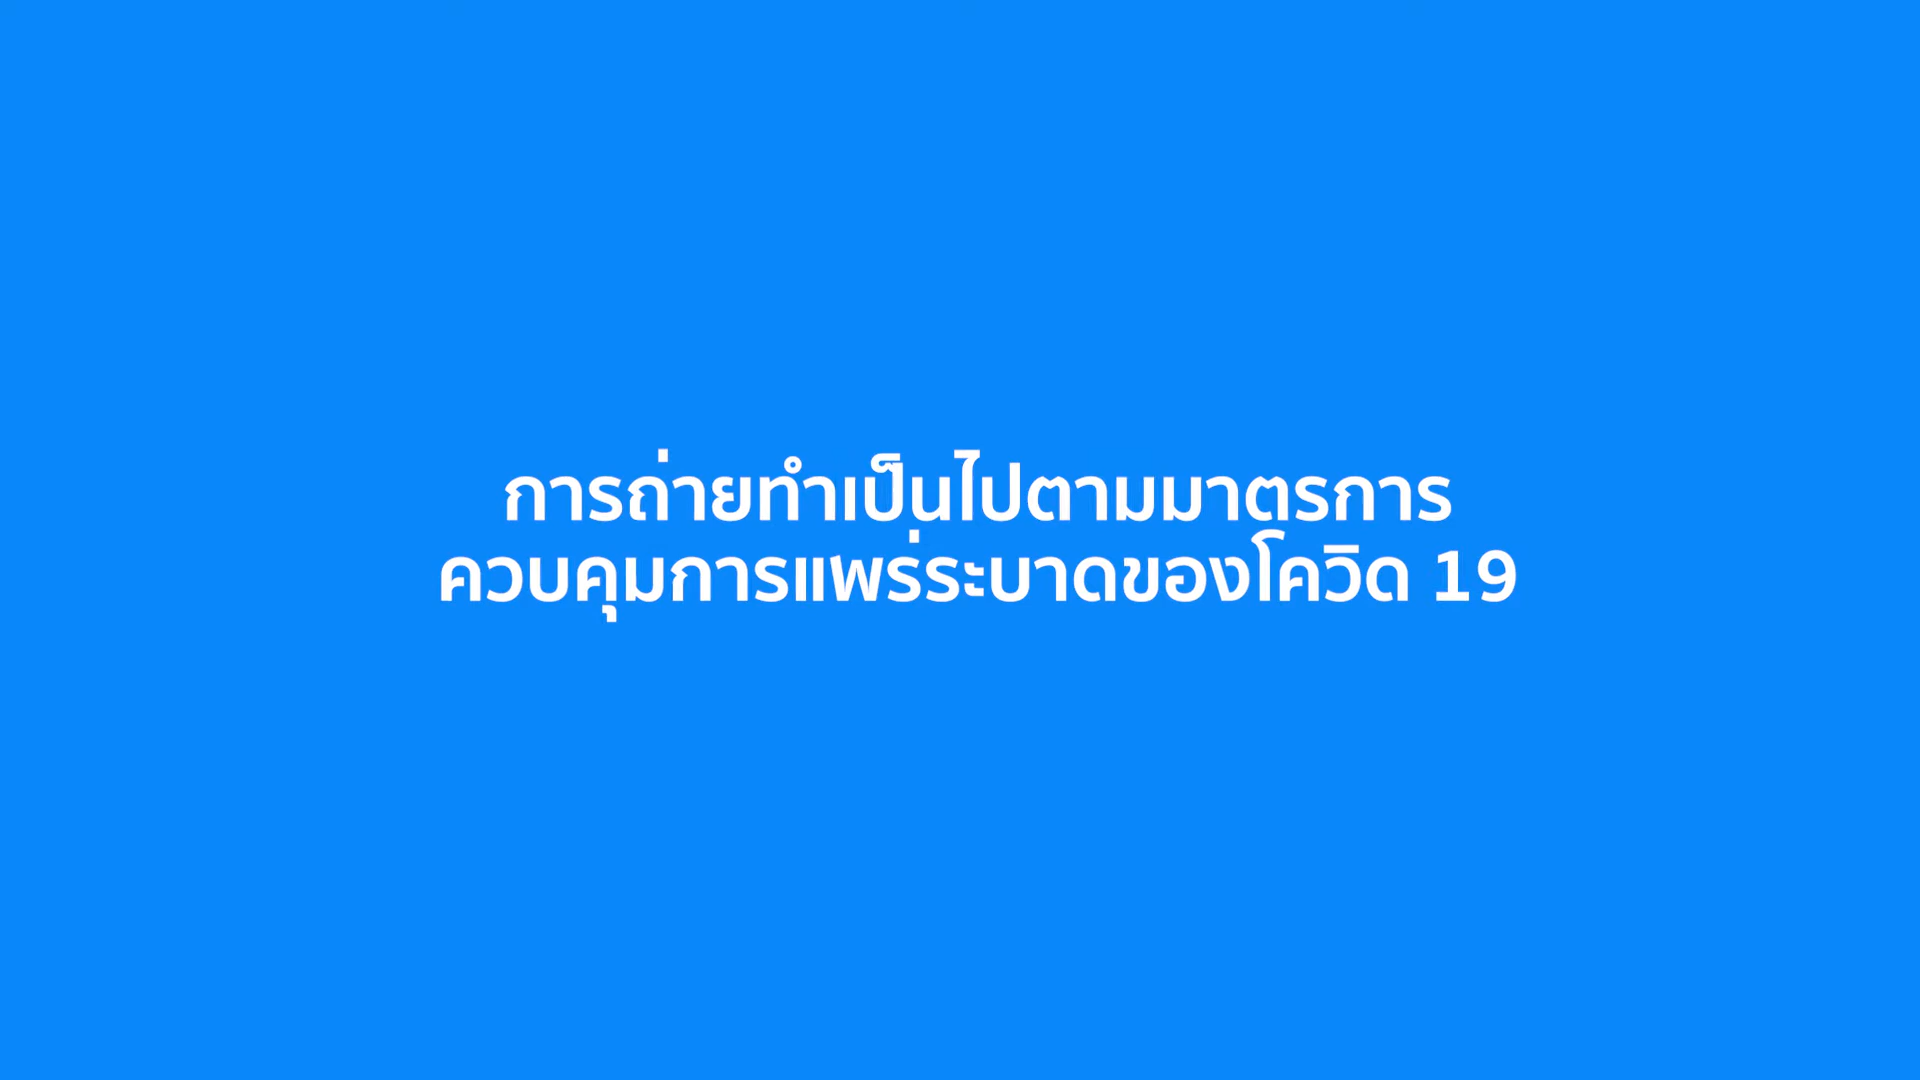 การถ่ายทำเป็นไปตามมาตรการ
ควบคุมการแพร่ระบาดของโควิด 19